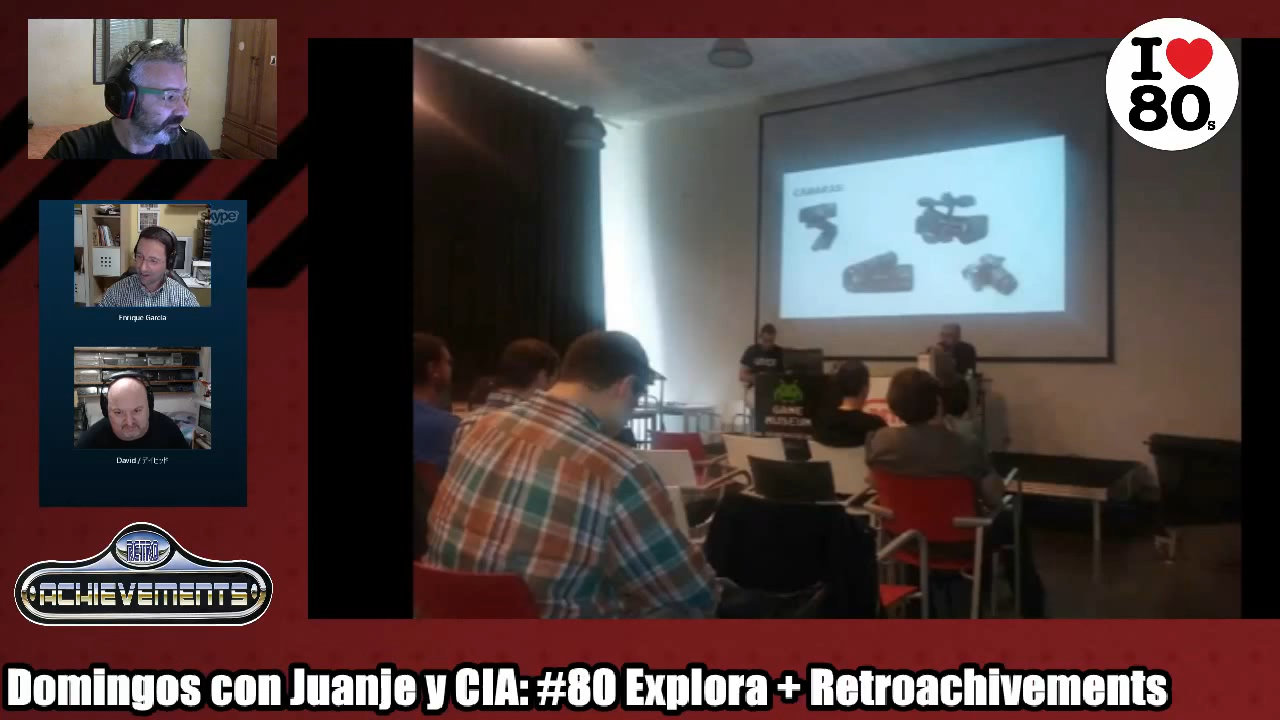 I ❤ 80s
skype
Enrique García
David / デイビッド
CAMARAS:
GAME
MUSEUM
RETRO
ACHIEVEMENTS
Domingos con Juanje y CIA: #80 Explora + Retroachivements